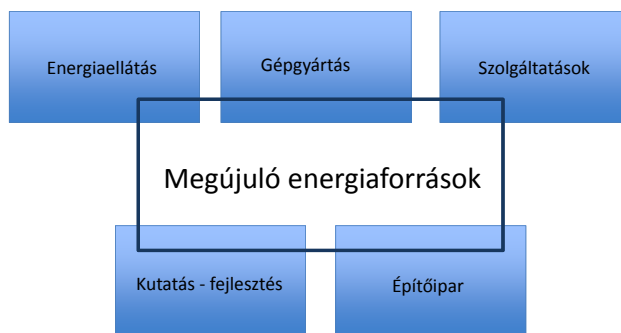 Energiaellátás
Gépgyártás
Szolgáltatások
Megújuló energiaforrások
Kutatás - fejlesztés
Építőipar